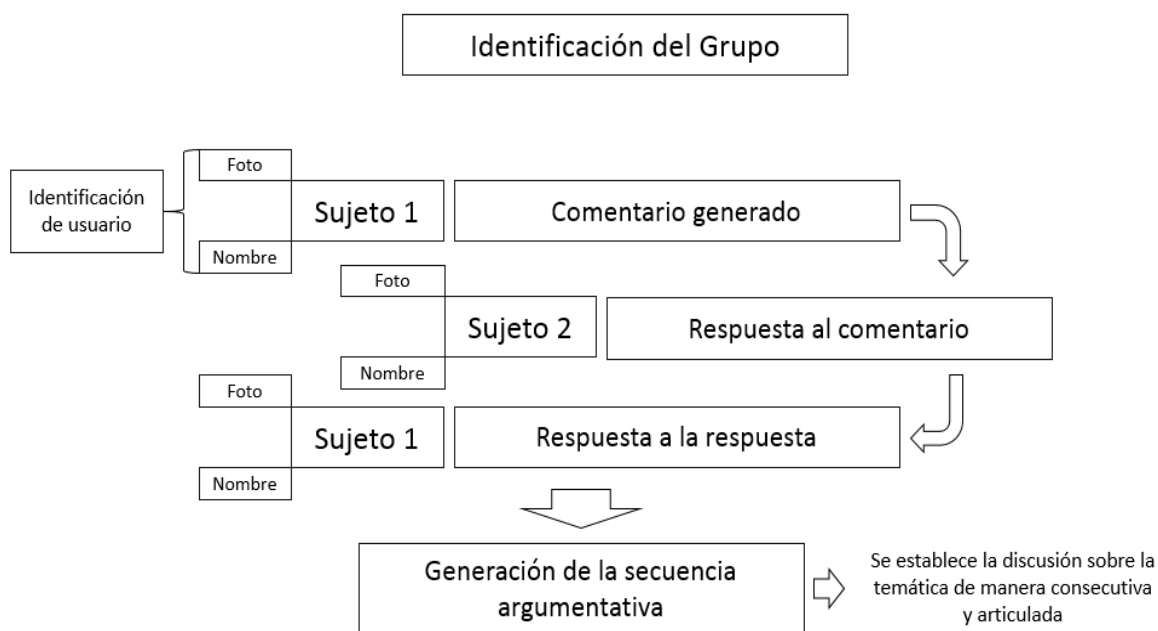 Identificación del Grupo
Foto
Identificación
de usuario
Sujeto 1
Comentario generado
Nombre
Foto
Sujeto 2
Respuesta al comentario
Nombre
Foto
Sujeto 1
Respuesta a la respuesta
Nombre
Generación de la secuencia
argumentativa
Se establece la discusión sobre la
temática de manera consecutiva
y articulada